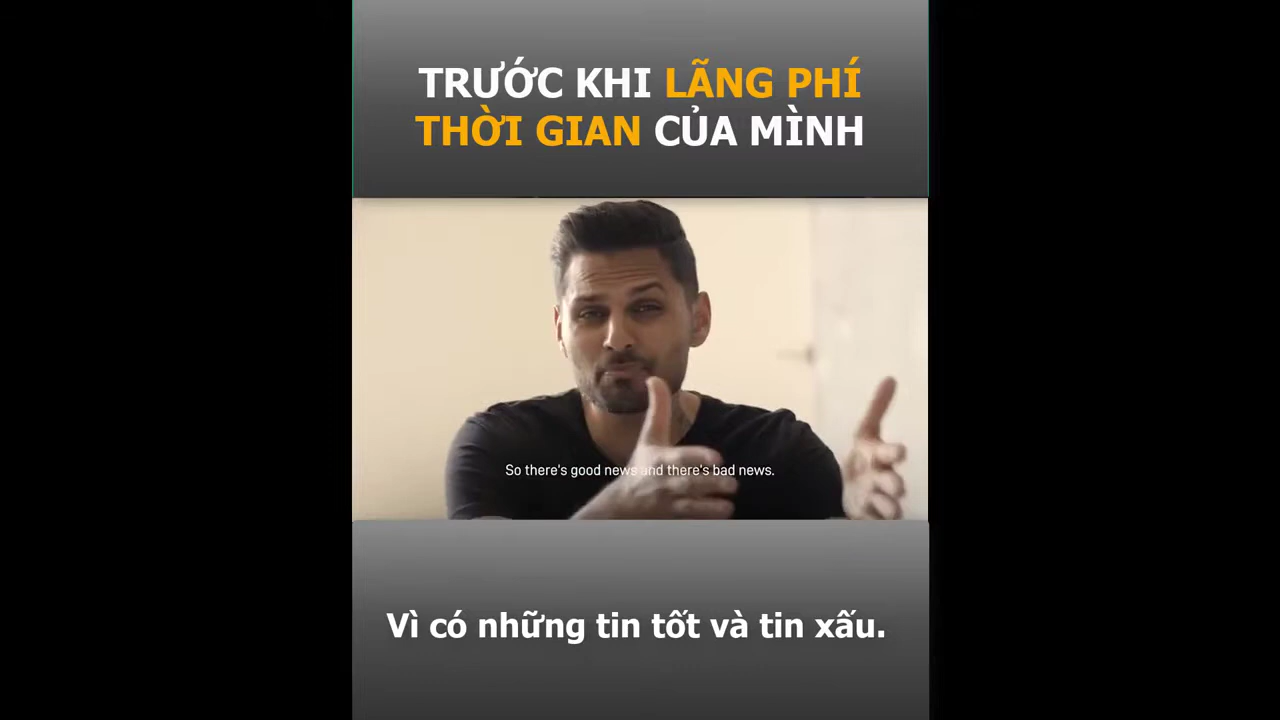 TRƯỚC KHI LÃNG PHÍ
THỜI GIAN CỦA MÌNH
So there's good news and there's bad news.
Vì có những tin tốt và tin xấu.